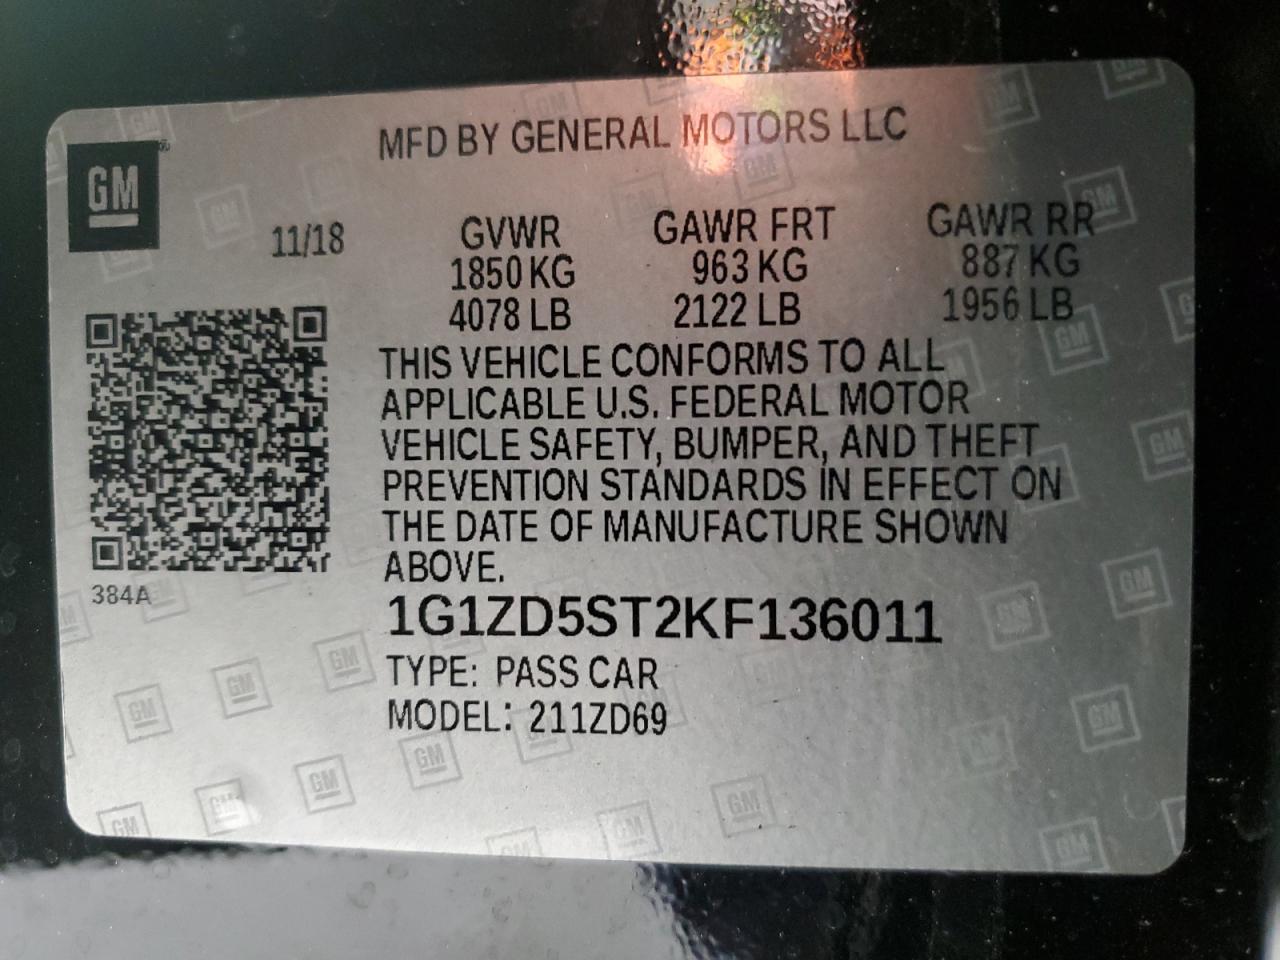 MFD BY GENERAL MOTORS LLC
GM
11/18
GVWR GAWR FRT GAWR RR
1850 KG 963 KG 887 KG
4078 LB 2122 LB 1956 LB
THIS VEHICLE CONFORMS TO ALL
APPLICABLE U.S. FEDERAL MOTOR
VEHICLE SAFETY, BUMPER, AND THEFT
PREVENTION STANDARDS IN EFFECT ON
THE DATE OF MANUFACTURE SHOWN
ABOVE.
384A
1G1ZD5ST2KF136011
TYPE: PASS CAR
MODEL: 211ZD69